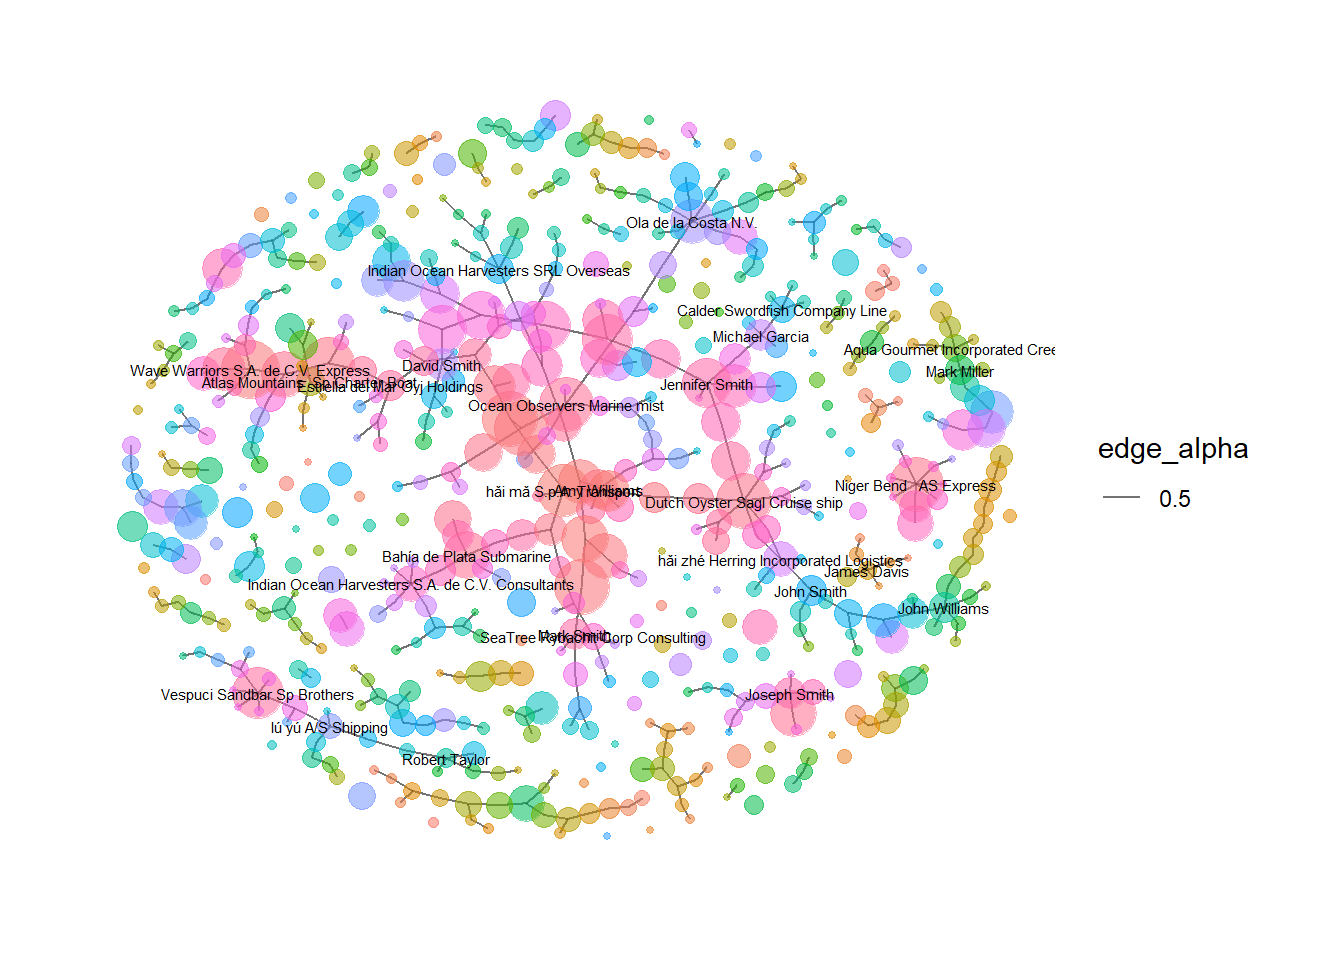 Ola de la Costa N.V.
Indian Ocean Harvesters SRL Overseas
Calder Swordfish Company Line
Michael Garcia
Aqua Gourmet Incorporated Cree
Wave Warriors S.A. de C.V. Express
David Smith
Mark Miller
Atlas Mountains Sp Charter Boat
Estrella del Mar Oyj Holdings
Jennifer Smith
Ocean Observers Marine mist
Niger Bend AS Express
hǎi mǎ S.p.A. Transport
Amy Williams
Dutch Oyster Sagl Cruise ship
edge_alpha
0.5
Bahía de Plata Submarine
hǎi zhé Herring Incorporated Logistics
James Davis
Indian Ocean Harvesters S.A. de C.V. Consultants
John Smith
John Williams
SeaTree Corp Consulting
Mark Smith
Vespuci Sandbar Sp Brothers
Joseph Smith
lú yú A/S Shipping
Robert Taylor